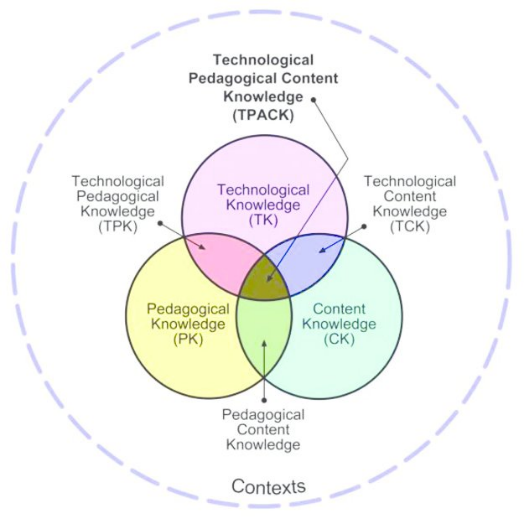 Technological
Pedagogical Content
Knowledge
(TPACK)
Technological
Pedagogical
Knowledge
(TPK)
Technological
Knowledge
(TK)
Technological
Content
Knowledge
(TCK)
Pedagogical
Knowledge
(PK)
Content
Knowledge
(CK)
Pedagogical
Content
Knowledge
Contexts